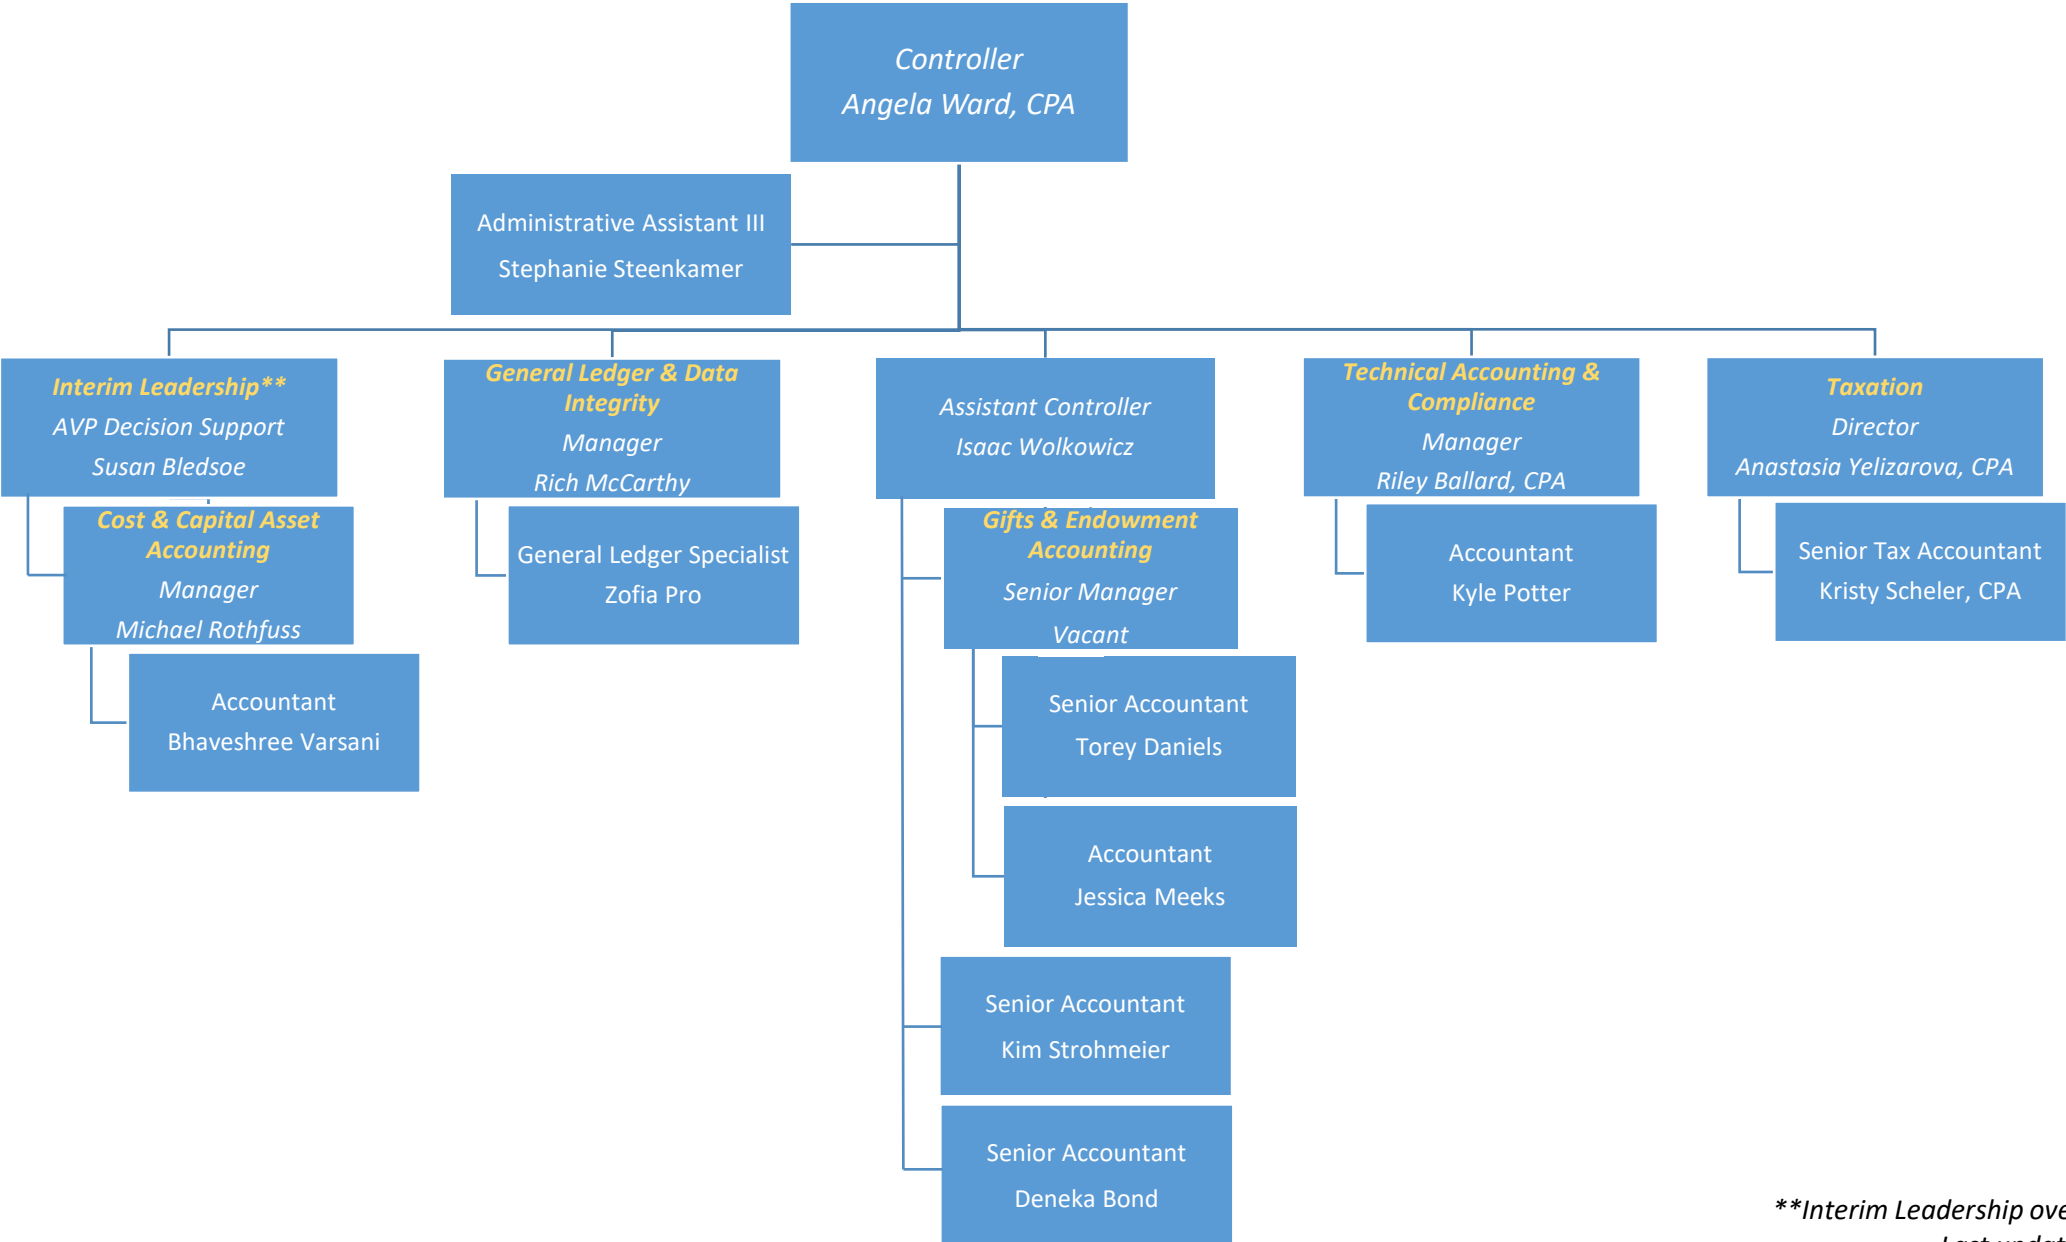 Controller
Angela Ward, CPA
Administrative Assistant III
Stephanie Steenkamer
Interim Leadership**
AVP Decision Support
Susan Bledsoe
Cost & Capital Asset
Accounting
Manager
Michael Rothfuss
Accountant
Bhaveshree Varsani
General Ledger & Data
Integrity
Manager
Rich McCarthy
General Ledger Specialist
Zofia Pro
Assistant Controller
Isaac Wolkowicz
Gifts & Endowment
Accounting
Senior Manager
Vacant
Senior Accountant
Torey Daniels
Accountant
Jessica Meeks
Senior Accountant
Kim Strohmeier
Senior Accountant
Deneka Bond
Technical Accounting &
Compliance
Manager
Riley Ballard, CPA
Accountant
Kyle Potter
Taxation
Director
Anastasia Yelizarova, CPA
Senior Tax Accountant
Kristy Scheler, CPA
**Interim Leadership
Last